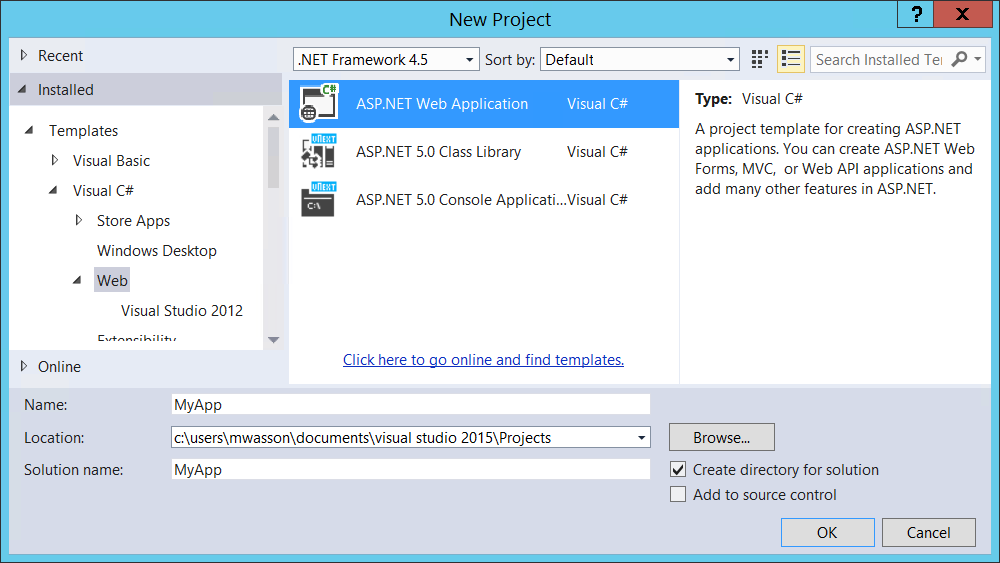 New Project
?
X
Recent
Installed
Templates
Visual Basic
Visual C#
Store Apps
Windows Desktop
Web
Visual Studio 2012
Extensibility
Online
.NET Framework 4.5
Sort by:
Default
Search Installed Te
C#
ASP.NET Web Application Visual C#
vNEXT
ASP.NET 5.0 Class Library Visual C#
vNEXT
C:\
ASP.NET 5.0 Console Applicati...Visual C#
Click here to go online and find templates.
Type: Visual C#
A project template for creating ASP.NET
applications. You can create ASP.NET Web
Forms, MVC, or Web API applications and
add many other features in ASP.NET.
Name: MyApp
Location: c:\users\mwasson\documents\visual studio 2015\Projects
Browse...
Solution name: MyApp
Create directory for solution
Add to source control
OK
Cancel